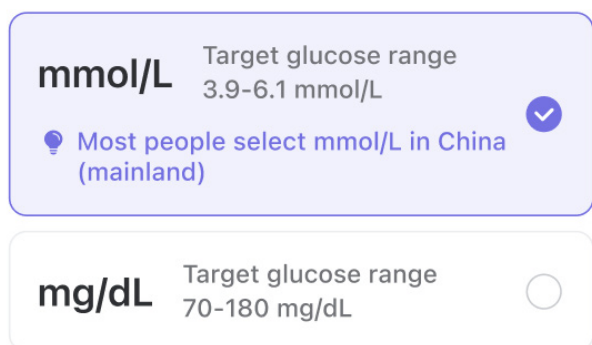 mmol/L
Target glucose range
3.9-6.1 mmol/L
Most people select mmol/L in China
(mainland)
mg/dL
Target glucose range
70-180 mg/dL